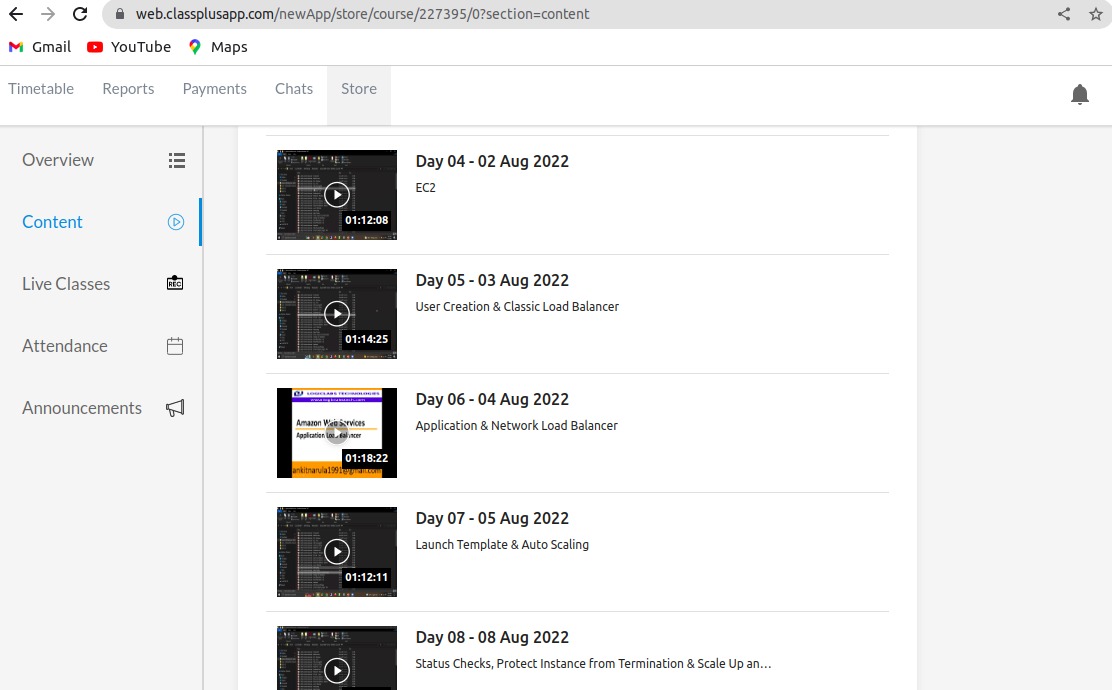 web.classplusapp.com/newApp/store/course/227395/0?section=content
Gmail YouTube Maps
Timetable Reports Payments Chats Store
Overview
Content
Live Classes
REC
Attendance
Announcements
Day 04 - 02 Aug 2022
EC2
01:12:08
Day 05 - 03 Aug 2022
User Creation & Classic Load Balancer
01:14:25
Day 06 - 04 Aug 2022
Application & Network Load Balancer
LOGICLABS TECHNOLOGIES
Amazon Web Services
Application Load Balancer
01:18:22
ankitnarula1991@gmail.com
Day 07 - 05 Aug 2022
Launch Template & Auto Scaling
01:12:11
Day 08 - 08 Aug 2022
Status Checks, Protect Instance from Termination & Scale Up an…